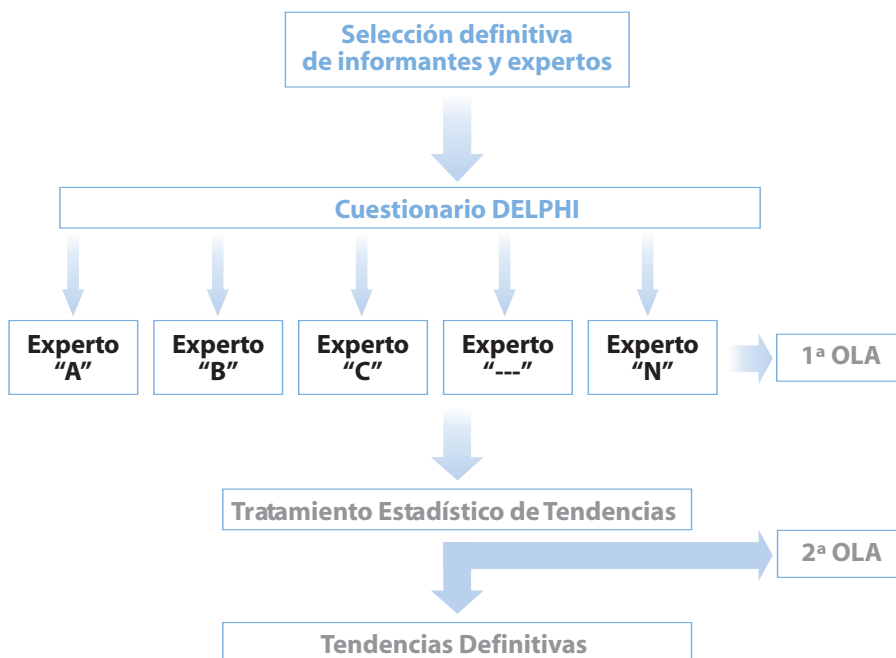 Selección definitiva
de informantes y expertos
Cuestionario DELPHI
Experto
“A”
Experto
“B”
Experto
“C”
Experto
“---”
Experto
“N”
1ª OLA
Tratamiento Estadístico de Tendencias
2ª OLA
Tendencias Definitivas